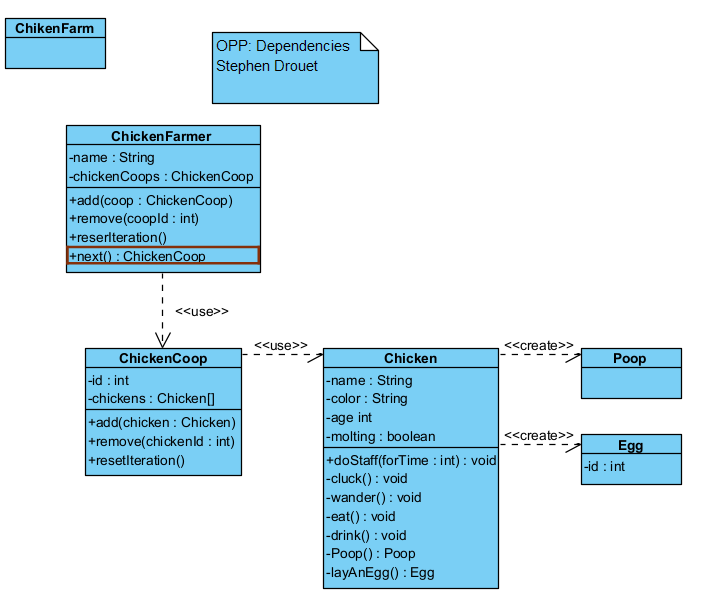 ChikenFarm
OPP: Dependencies
Stephen Drouet
ChickenFarmer
-name : String
-chickenCoops : ChickenCoop
+add(coop : ChickenCoop)
+remove(coopId : int)
+reserIteration()
+next() : ChickenCoop
<<use>>
ChickenCoop
-id : int
-chickens : Chicken[]
+add(chicken : Chicken)
+remove(chickenId : int)
+resetIteration()
<<use>>
Chicken
-name : String
-color : String
-age int
-molting : boolean
+doStaff(forTime : int) : void
-cluck() : void
-wander() : void
-eat() : void
-drink() : void
-Poop() : Poop
-layAnEgg() : Egg
<<create>>
Poop
<<create>>
Egg
-id : int